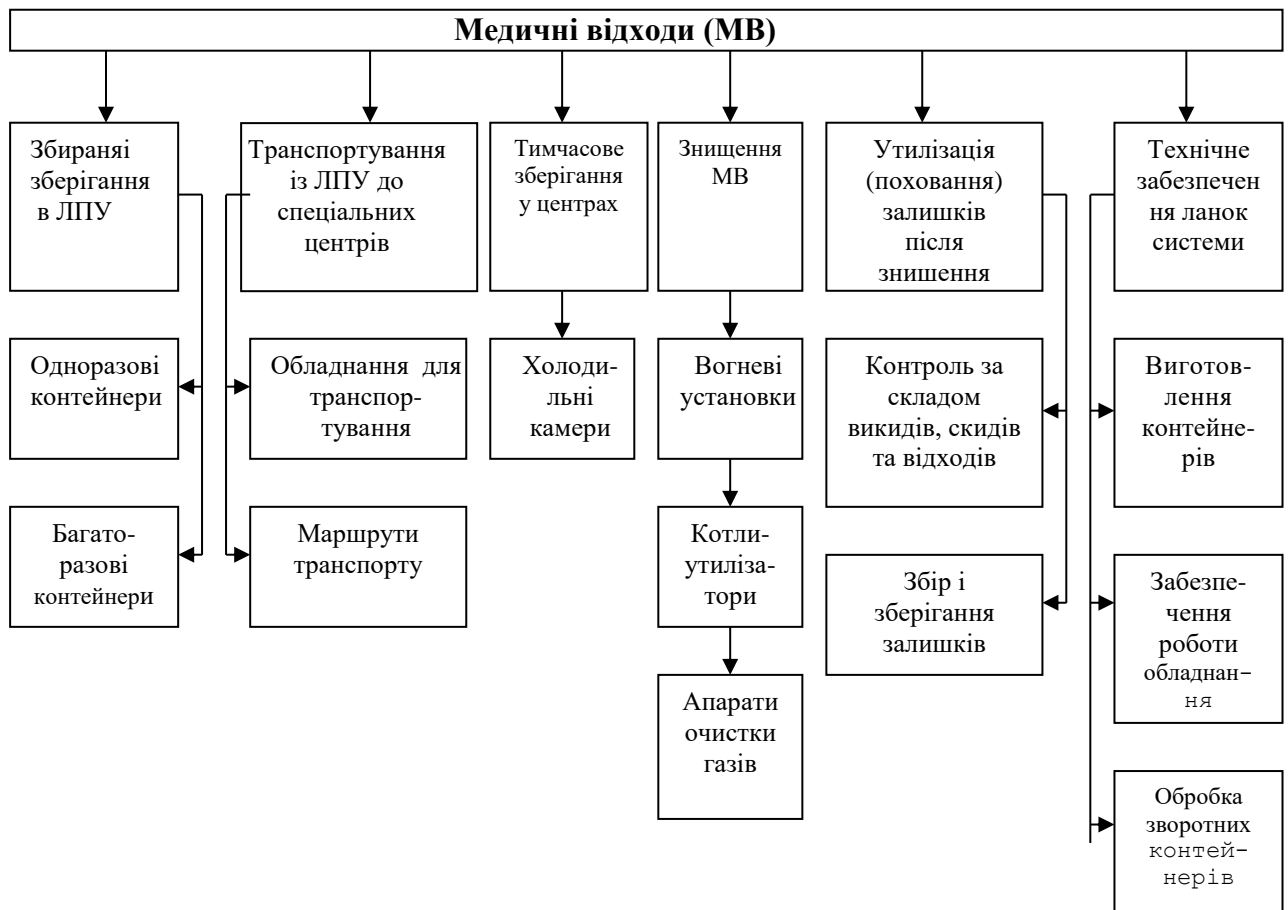 Медичні відходи (МВ)
Збираняі
зберігання
в ЛПУ
Транспортування
із ЛПУ до
спеціальних
центрів
Тимчасове
зберігання
у центрах
Знищення
МВ
Утилізація
(поховання)
залишків
після
знишення
Технічне
забезпечен
ня ланок
системи
Одноразові
контейнери
Обладнання для
транспор-
тування
Холоди-
льні
камери
Вогневі
установки
Контроль за
складом
викидів, скидів
та відходів
Виготов-
лення
контейне-
рів
Багато-
разові
контейнери
Маршрути
транспорту
Котли-
утиліза-
тори
Збір і
зберігання
залишків
Забезпе-
чення
роботи
обладнан-
ня
Апарати
очистки
газів
Обробка
зворотних
контей-
нерів